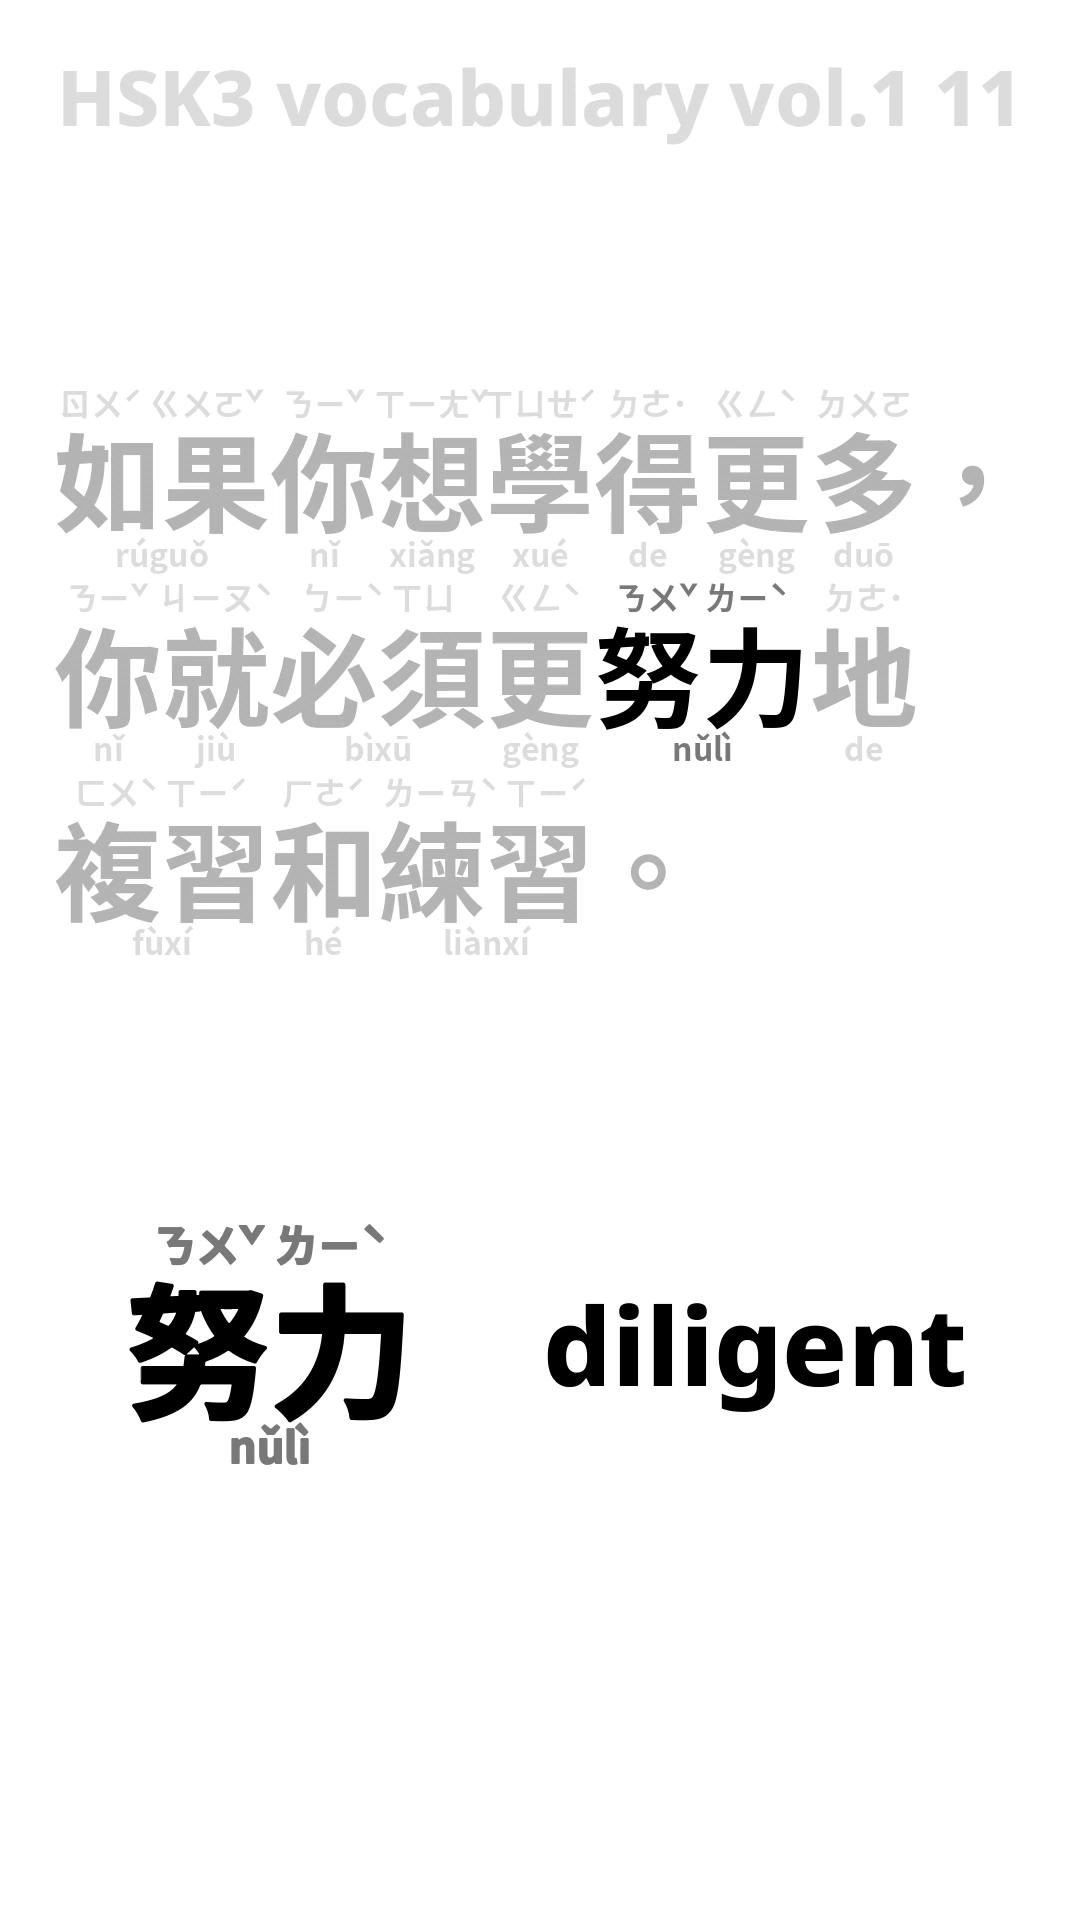 HSK3 vocabulary vol.1 11
ㄖㄨˊ ㄍㄨㄛˇ ㄋㄧˇ ㄒㄧㄤˇ ㄒㄩㄝˊ ㄉㄜ˙ ㄍㄥˋ ㄉㄨㄛ
如果你想學得更多，
rúguǒ nǐ xiǎng xué de gèng duō
ㄋㄧˇ ㄐㄧㄡˋ ㄅㄧˋ ㄒㄩ ㄍㄥˋ ㄋㄨˇ ㄌㄧˋ ㄉㄜ˙
你就必須更努力地
nǐ jiù bìxū gèng nǔlì de
ㄈㄨˋ ㄒㄧˊ ㄏㄜˊ ㄌㄧㄢˋ ㄒㄧˊ
複習和練習。
fùxí hé liànxí
ㄋㄨˇ ㄌㄧˋ
努力 diligent
nǔlì